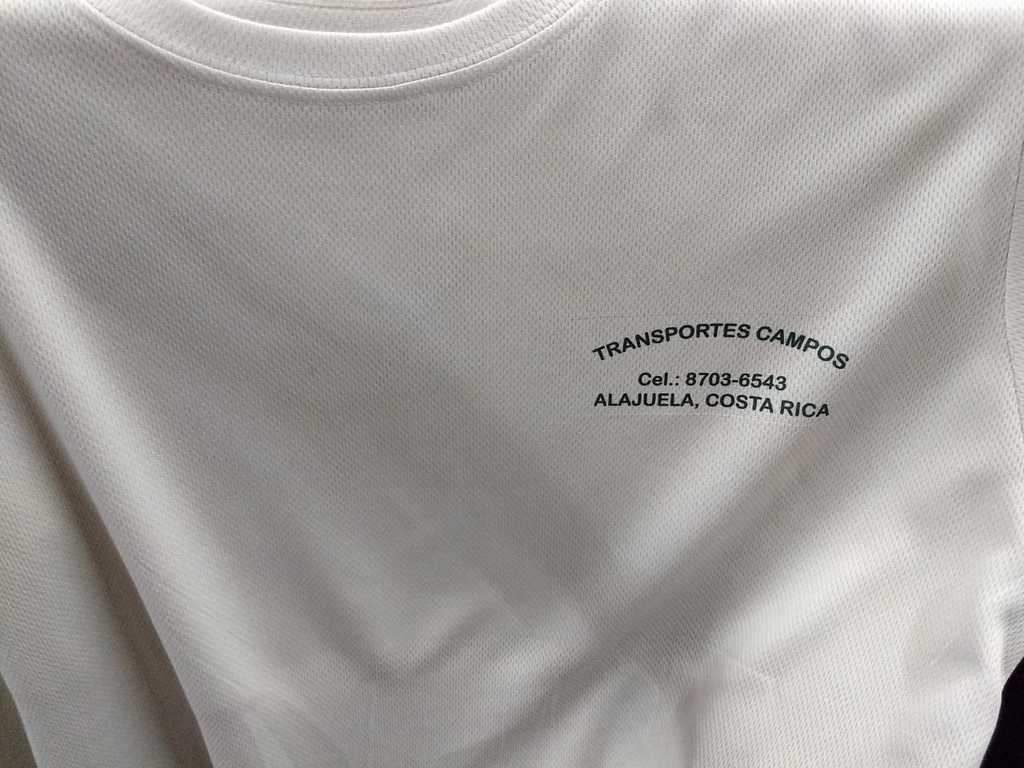 TRANSPORTES CAMPOS
Cel.: 8703-6543
ALAJUELA, COSTA RICA